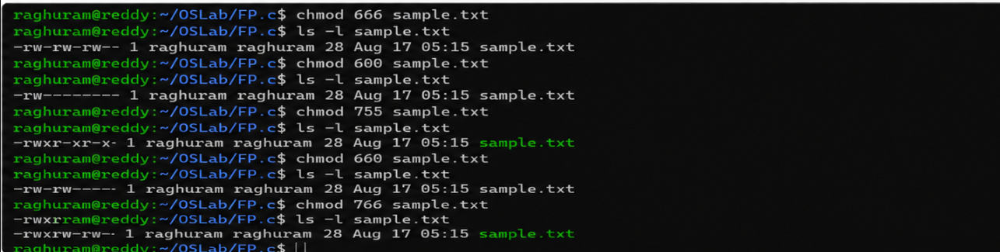 raghuram@reddy:~/OSLab/FP.c$ chmod 666 sample.txt
raghuram@reddy:~/OSLab/FP.c$ ls -l sample.txt
-rw-rw-rw-- 1 raghuram raghuram 28 Aug 17 05:15 sample.txt
raghuram@reddy:~/OSLab/FP.c$ chmod 600 sample.txt
raghuram@reddy:~/OSLab/FP.c$ ls -l sample.txt
-rw-------- 1 raghuram raghuram 28 Aug 17 05:15 sample.txt
raghuram@reddy:~/OSLab/FP.c$ chmod 755 sample.txt
raghuram@reddy:~/OSLab/FP.c$ ls -l sample.txt
-rwxr-xr-x- 1 raghuram raghuram 28 Aug 17 05:15 sample.txt
raghuram@reddy:~/OSLab/FP.c$ chmod 660 sample.txt
raghuram@reddy:~/OSLab/FP.c$ ls -l sample.txt
-rw-rw----- 1 raghuram raghuram 28 Aug 17 05:15 sample.txt
raghuram@reddy:~/OSLab/FP.c$ chmod 766 sample.txt
-rwxrram@reddy:~/OSLab/FP.c$ ls -l sample.txt
-rwxrw-rw-- 1 raghuram raghuram 28 Aug 17 05:15 sample.txt
raghuram@reddy:~/OSLab/FP.c$